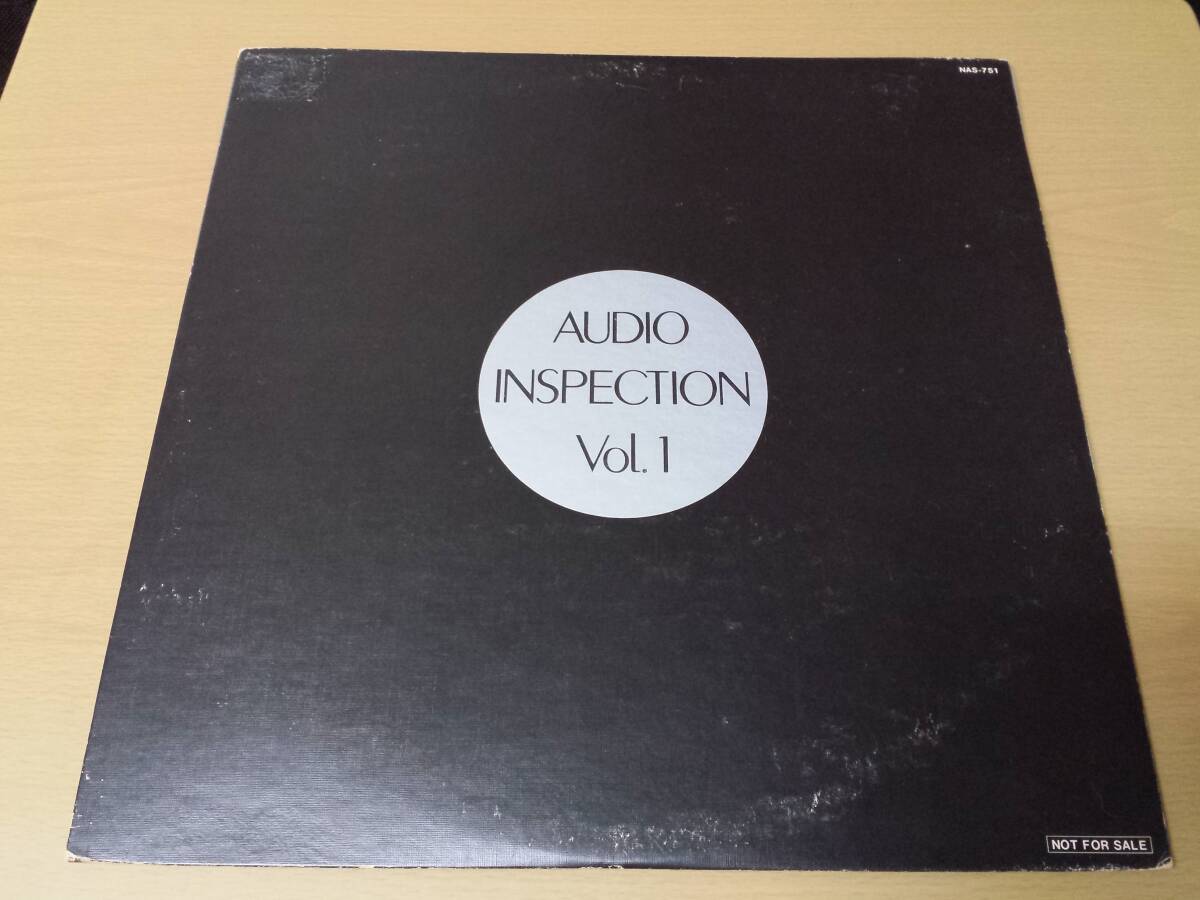 NAS-751
AUDIO
INSPECTION
Vol. 1
NOT FOR SALE